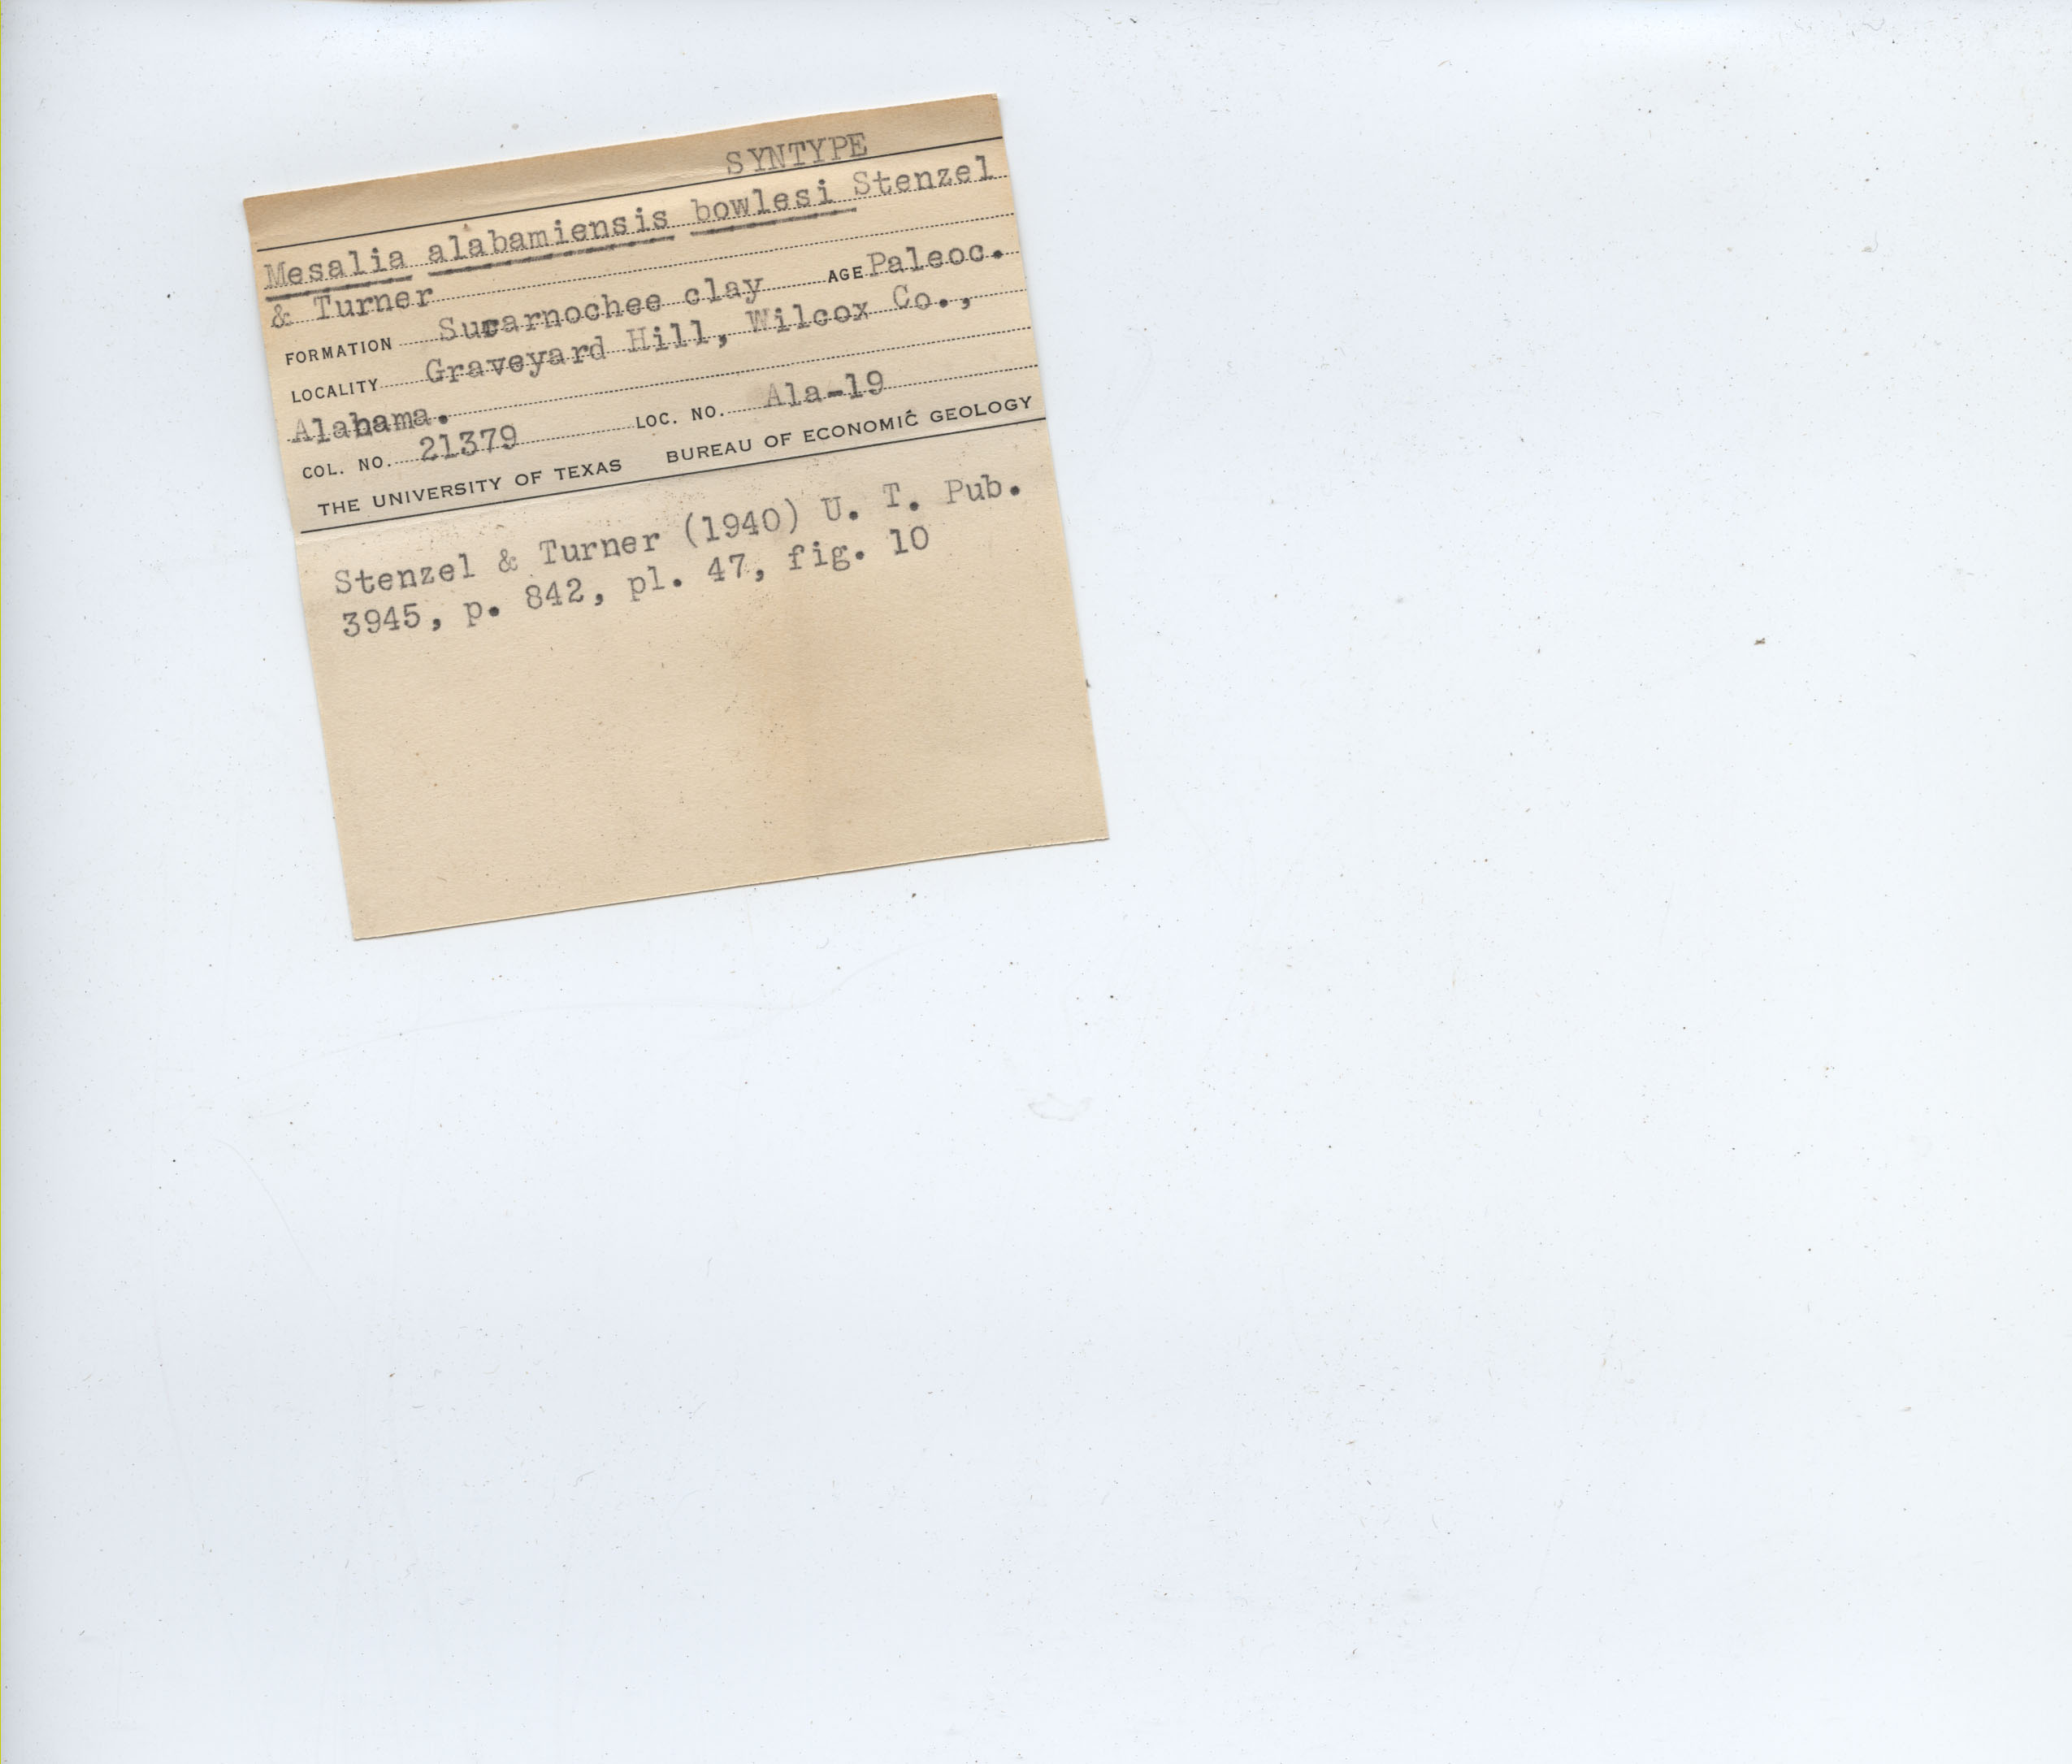 SYNTYPE
Mesalia alabamiensis bowlesi Stenzel
& Turner
FORMATION Sucarnochee clay AGE Paleoc.
LOCALITY Graveyard Hill, Wilcox Co.,
Alabama.
COL. NO. 21379 LOC. NO. Ala-19
THE UNIVERSITY OF TEXAS BUREAU OF ECONOMIC GEOLOGY
Stenzel & Turner (1940) U. T. Pub.
3945, p. 842, pl. 47, fig. 10